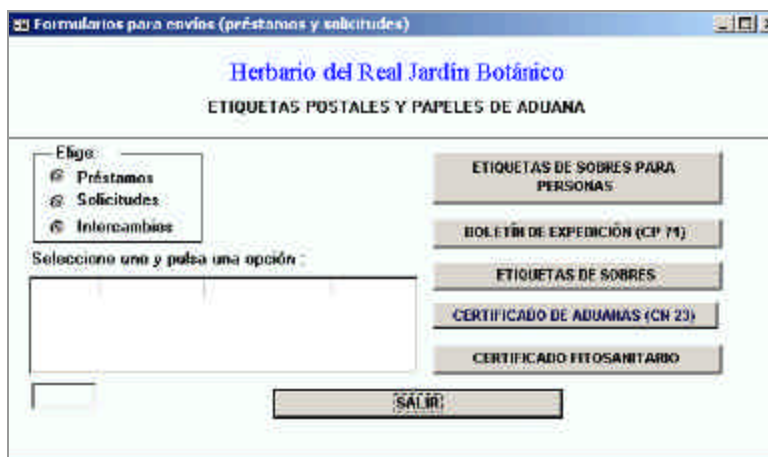 Formularios para envíos (préstamos y solicitudes)
Herbario del Real Jardín Botánico
ETIQUETAS POSTALES Y PAPELES DE ADUANA
Elige:
Préstamos
Solicitudes
Intercambios
Seleccione uno y pulsa una opción :
ETIQUETAS DE SOBRES PARA
PERSONAS
BOLETÍN DE EXPEDICIÓN (CP 71)
ETIQUETAS DE SOBRES
CERTIFICADO DE ADUANAS (CN 23)
CERTIFICADO FITOSANITARIO
SALIR